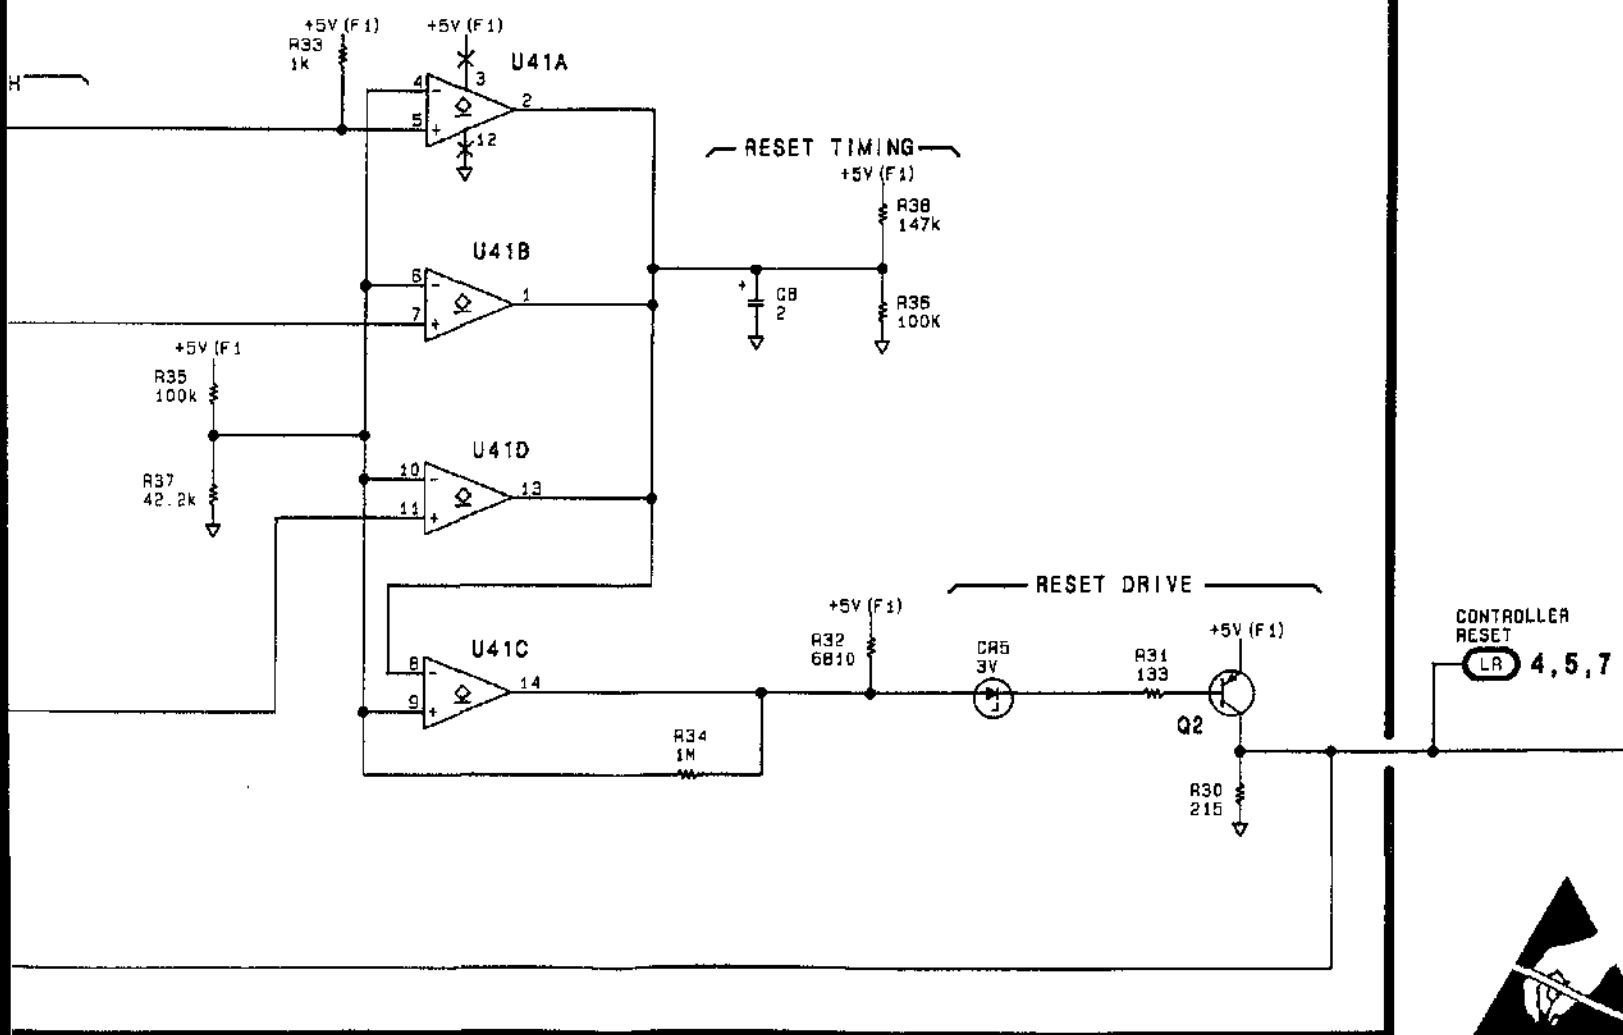 +5V(F1)
R33
1k
+5V(F1)
U41A
H
4
-
3
5
+
2
12
RESET TIMING
+5V(F1)
R38
147k
U41B
6
-
7
+
1
+
C8
2
R36
100K
+5V(F1
R35
100k
R37
42.2k
U41D
10
-
11
+
13
RESET DRIVE
+5V(F1)
R32
6810
CR5
3V
R31
133
+5V(F1)
Q2
CONTROLLER
RESET
LR 4,5,7
U41C
8
-
9
+
14
R34
1M
R30
215